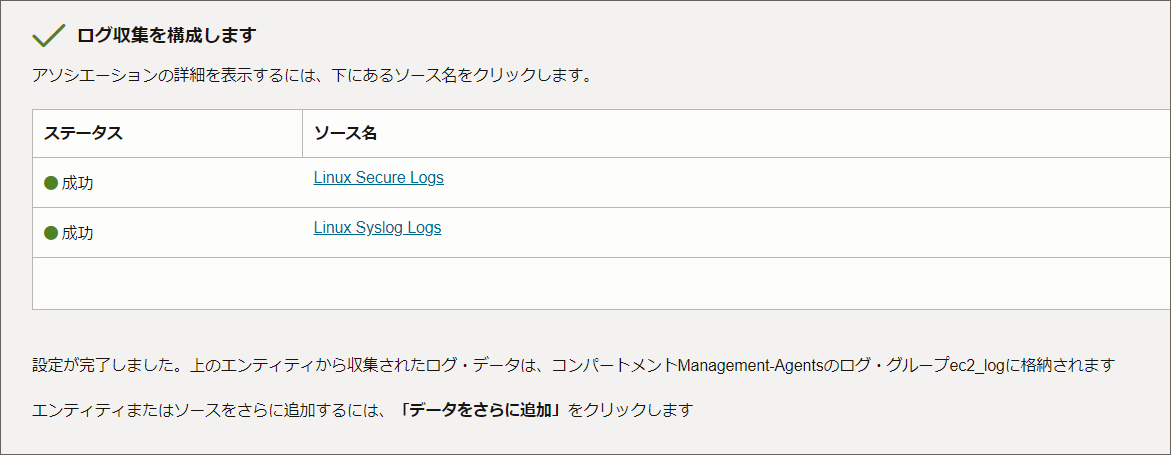 ログ収集を構成します
アソシエーションの詳細を表示するには、下にあるソース名をクリックします。
ステータス ソース名
成功 Linux Secure Logs
成功 Linux Syslog Logs
設定が完了しました。上のエンティティから収集されたログ・データは、コンパートメントManagement-Agentsのログ・グループec2_logに格納されます
エンティティまたはソースをさらに追加するには、「データをさらに追加」をクリックします